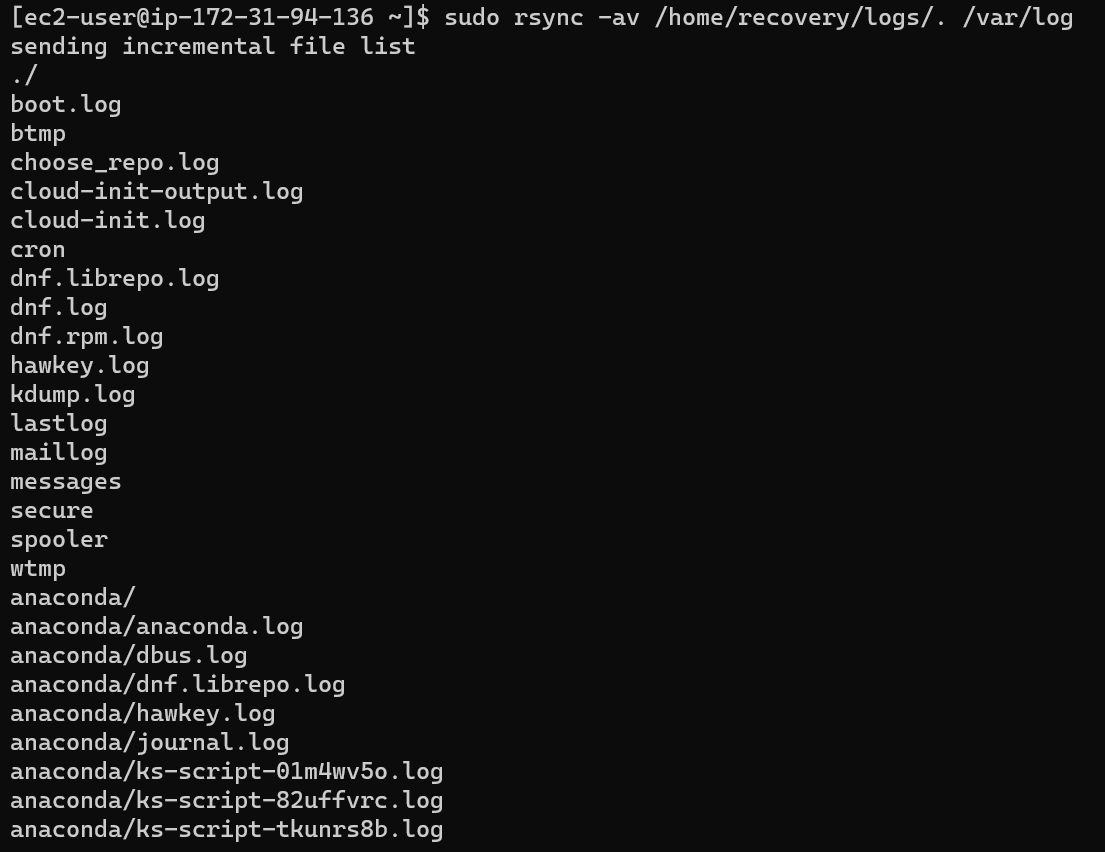 [ec2-user@ip-172-31-94-136 ~]$ sudo rsync -av /home/recovery/logs/. /var/log
sending incremental file list
./
boot.log
btmp
choose_repo.log
cloud-init-output.log
cloud-init.log
cron
dnf.librepo.log
dnf.log
dnf.rpm.log
hawkey.log
kdump.log
lastlog
maillog
messages
secure
spooler
wtmp
anaconda/
anaconda/anaconda.log
anaconda/dbus.log
anaconda/dnf.librepo.log
anaconda/hawkey.log
anaconda/journal.log
anaconda/ks-script-01m4wv5o.log
anaconda/ks-script-82uffvrc.log
anaconda/ks-script-tkunrs8b.log